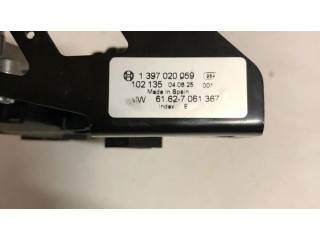 1 397 020 059
102 135 04.06.25 001
Made in Spain
MW 61.62-7 061 367
Index